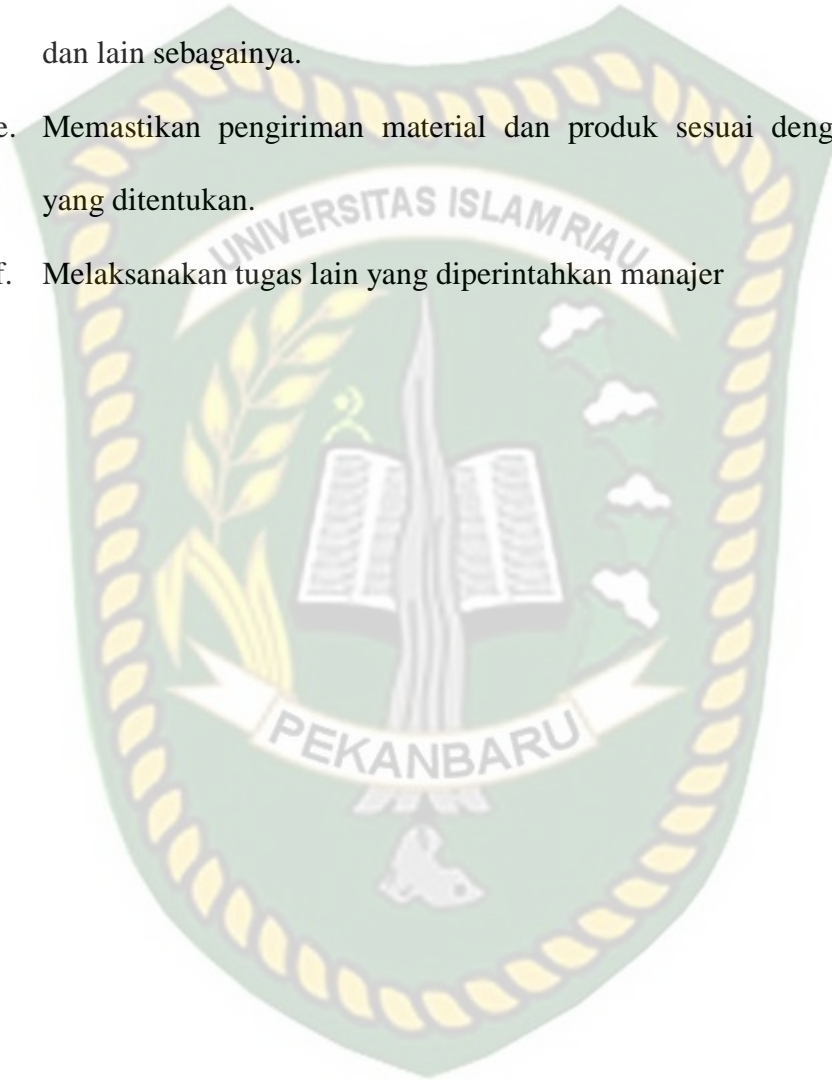 dan lain sebagainya.
e. Memastikan pengiriman material dan produk sesuai deng
yang ditentukan.
UNIVERSITAS ISLAM RIAU
f. Melaksanakan tugas lain yang diperintahkan manajer
PEKANBARU